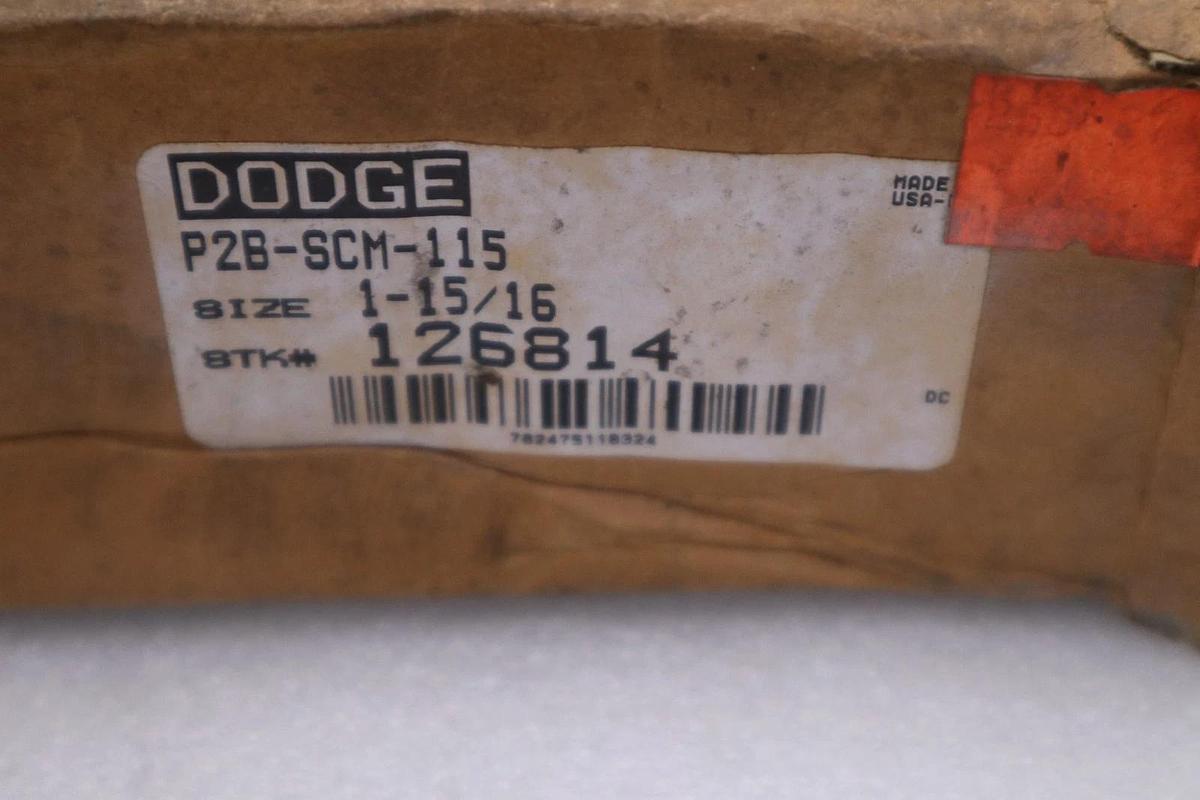 DODGE
MADE
USA-
P2B-SCM-115
SIZE 1-15/16
STK# 126814
DC
782475118324